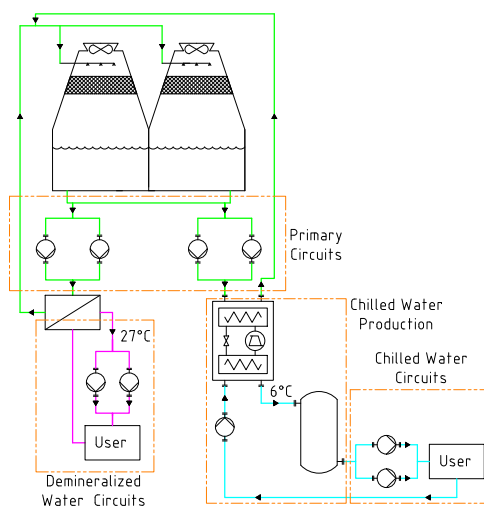 Primary
Circuits
Chilled Water
Production
27°C
Chilled Water
Circuits
6°C
User
User
Demineralized
Water Circuits